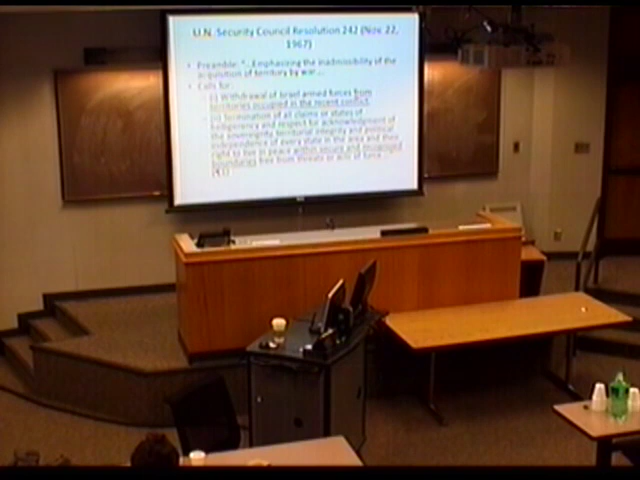 U.N. Security Council Resolution 242 (Nov 22,
1967)
• Preamble: "...Emphasizing the inadmissibility of the
acquisition of territory by war...
• Calls for:
– (i) Withdrawal of Israel armed forces from
territories occupied in the recent conflict;
– (ii) Termination of all claims or states of
belligerency and respect for acknowledgment of
the sovereignty, territorial integrity and political
independence of every state in the area and their
right to live in peace within secure and recognized
boundaries free from threats or acts of force..."